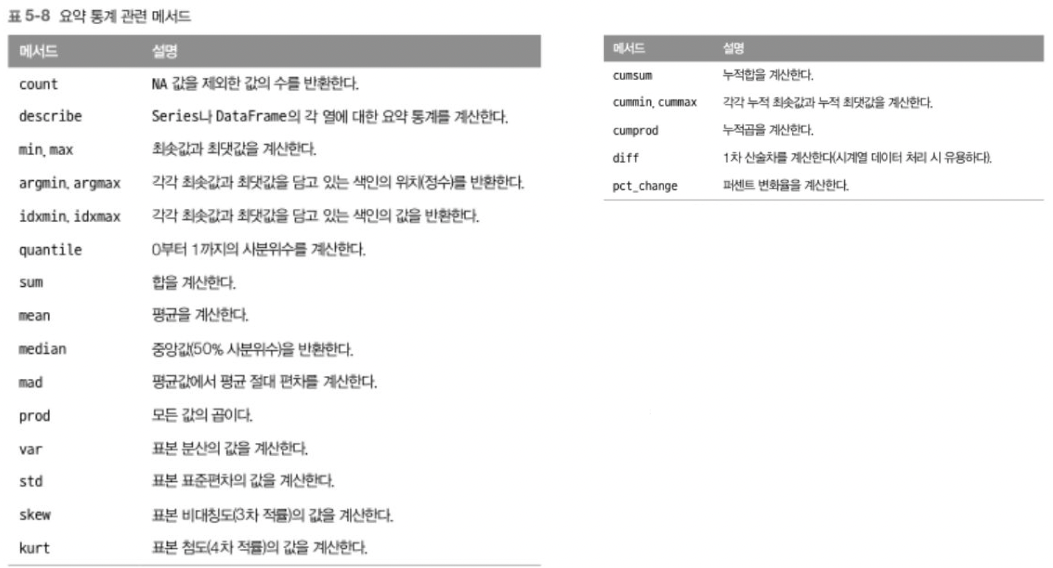 표 5-8 요약 통계 관련 메서드
메서드 설명
count NA 값을 제외한 값의 수를 반환한다.
describe Series나 DataFrame의 각 열에 대한 요약 통계를 계산한다.
min, max 최솟값과 최댓값을 계산한다.
argmin, argmax 각각 최솟값과 최댓값을 담고 있는 색인의 위치(정수)를 반환한다.
idxmin, idxmax 각각 최솟값과 최댓값을 담고 있는 색인의 값을 반환한다.
quantile 0부터 1까지의 사분위수를 계산한다.
sum 합을 계산한다.
mean 평균을 계산한다.
median 중앙값(50% 사분위수)을 반환한다.
mad 평균값에서 평균 절대 편차를 계산한다.
prod 모든 값의 곱이다.
var 표본 분산의 값을 계산한다.
std 표본 표준편차의 값을 계산한다.
skew 표본 비대칭도(3차 적률)의 값을 계산한다.
kurt 표본 첨도(4차 적률)의 값을 계산한다.
메서드 설명
cumsum 누적합을 계산한다.
cummin, cummax 각각 누적 최솟값과 누적 최댓값을 계산한다.
cumprod 누적곱을 계산한다.
diff 1차 산술차를 계산한다(시계열 데이터 처리 시 유용하다).
pct_change 퍼센트 변화율을 계산한다.